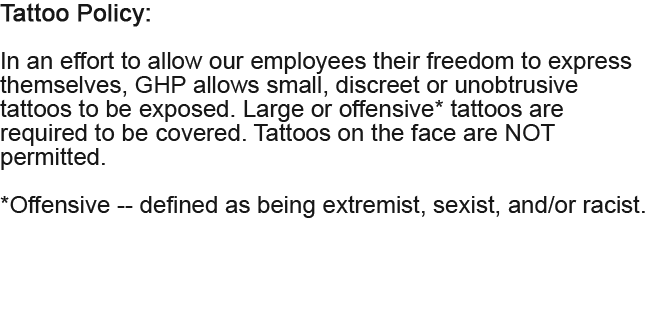 Tattoo Policy:
In an effort to allow our employees their freedom to express
themselves, GHP allows small, discreet or unobtrusive
tattoos to be exposed. Large or offensive* tattoos are
required to be covered. Tattoos on the face are NOT
permitted.
*Offensive -- defined as being extremist, sexist, and/or racist.